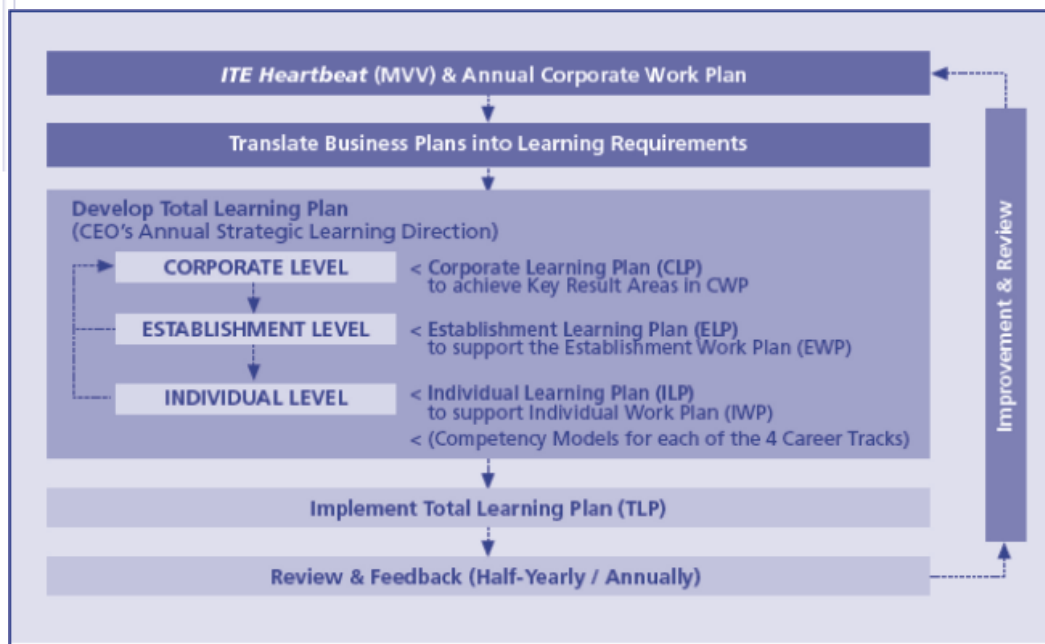 ITE Heartbeat (MVV) & Annual Corporate Work Plan
Translate Business Plans into Learning Requirements
Develop Total Learning Plan
(CEO's Annual Strategic Learning Direction)
CORPORATE LEVEL
< Corporate Learning Plan (CLP)
to achieve Key Result Areas in CWP
ESTABLISHMENT LEVEL
< Establishment Learning Plan (ELP)
to support the Establishment Work Plan (EWP)
INDIVIDUAL LEVEL
< Individual Learning Plan (ILP)
to support Individual Work Plan (IWP)
< (Competency Models for each of the 4 Career Tracks)
Implement Total Learning Plan (TLP)
Review & Feedback (Half-Yearly / Annually)
Improvement & Review